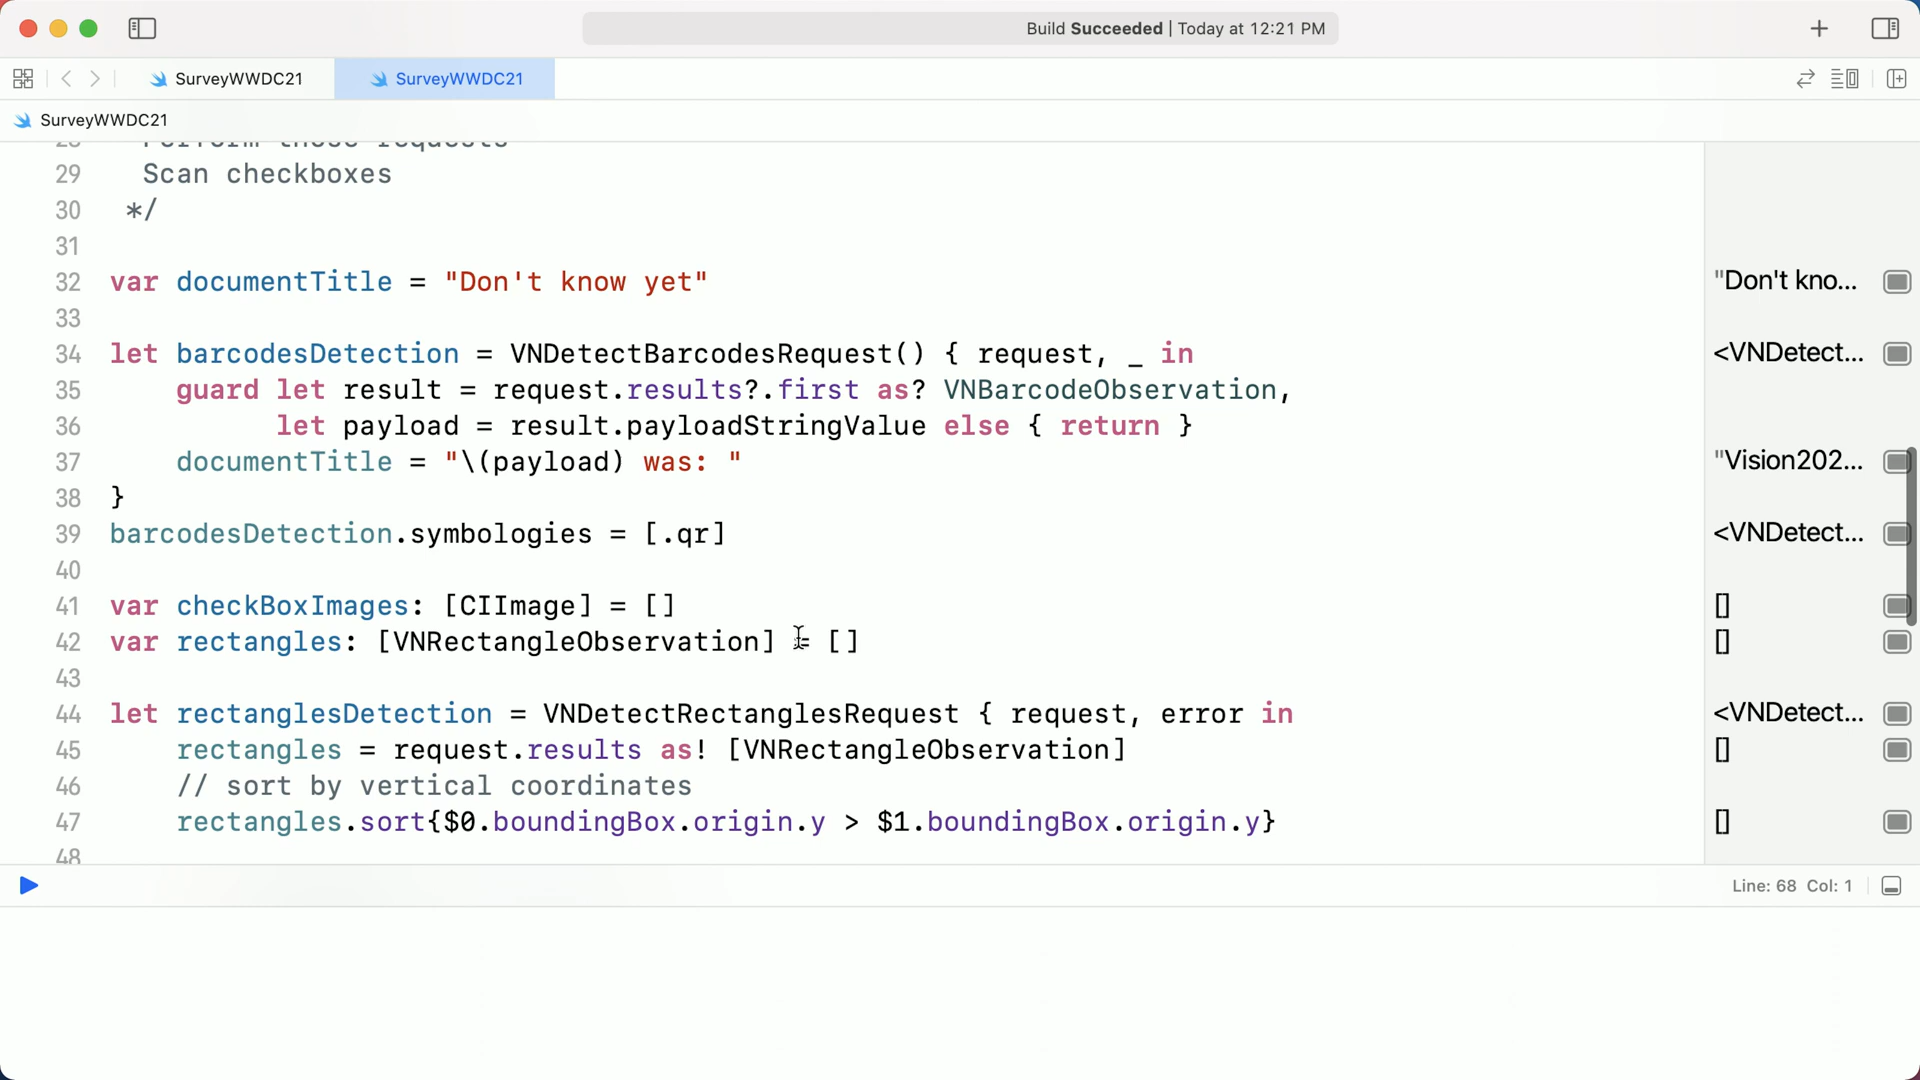 Build Succeeded | Today at 12:21 PM
SurveyWWDC21
SurveyWWDC21
SurveyWWDC21
28 Perform those requests
29 Scan checkboxes
30 */
31
32 var documentTitle = "Don't know yet" "Don't kno...
33
34 let barcodesDetection = VNDetectBarcodesRequest() { request, _ in <VNDetect...
35 guard let result = request.results?.first as? VNBarcodeObservation,
36 let payload = result.payloadStringValue else { return }
37 documentTitle = "\(payload) was: " "Vision202...
38 }
39 barcodesDetection.symbologies = [.qr] <VNDetect...
40
41 var checkBoxImages: [CIImage] = [] []
42 var rectangles: [VNRectangleObservation] = [] []
43
44 let rectanglesDetection = VNDetectRectanglesRequest { request, error in <VNDetect...
45 rectangles = request.results as! [VNRectangleObservation] []
46 // sort by vertical coordinates
47 rectangles.sort{$0.boundingBox.origin.y > $1.boundingBox.origin.y} []
48
Line: 68 Col: 1